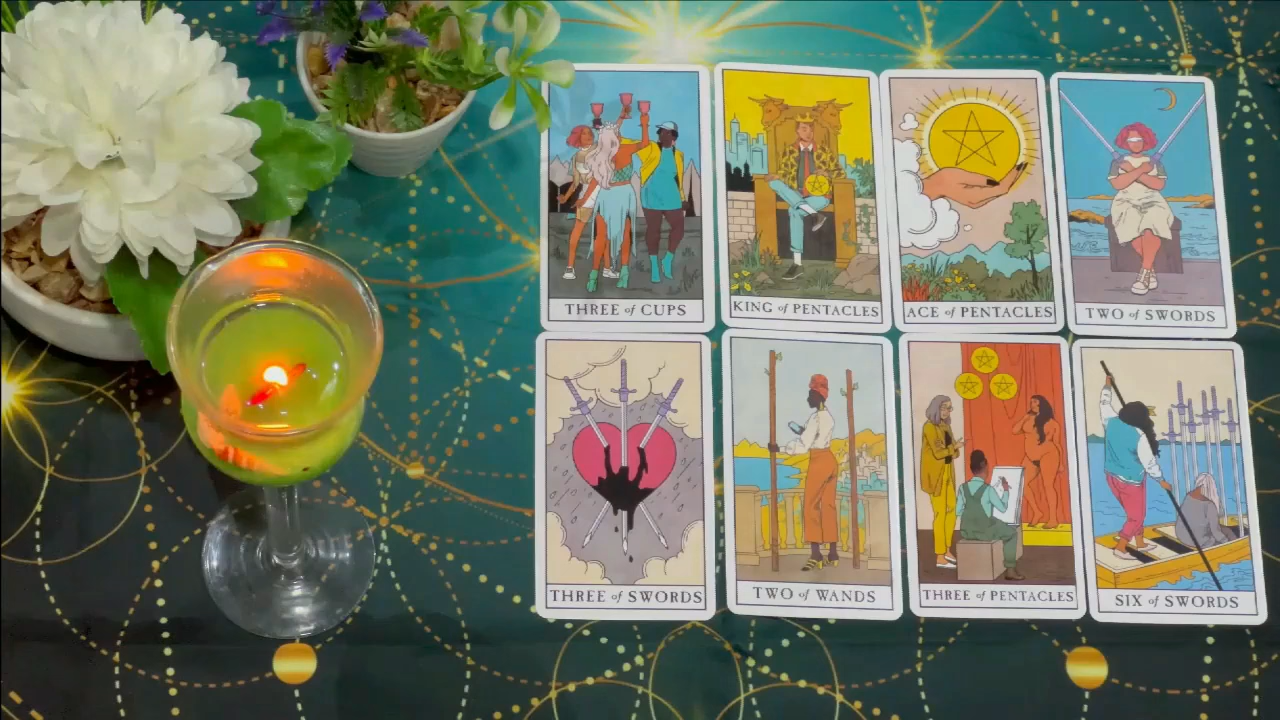 THREE of CUPS
KING of PENTACLES
ACE of PENTACLES
TWO of SWORDS
THREE of SWORDS
TWO of WANDS
THREE of PENTACLES
SIX of SWORDS